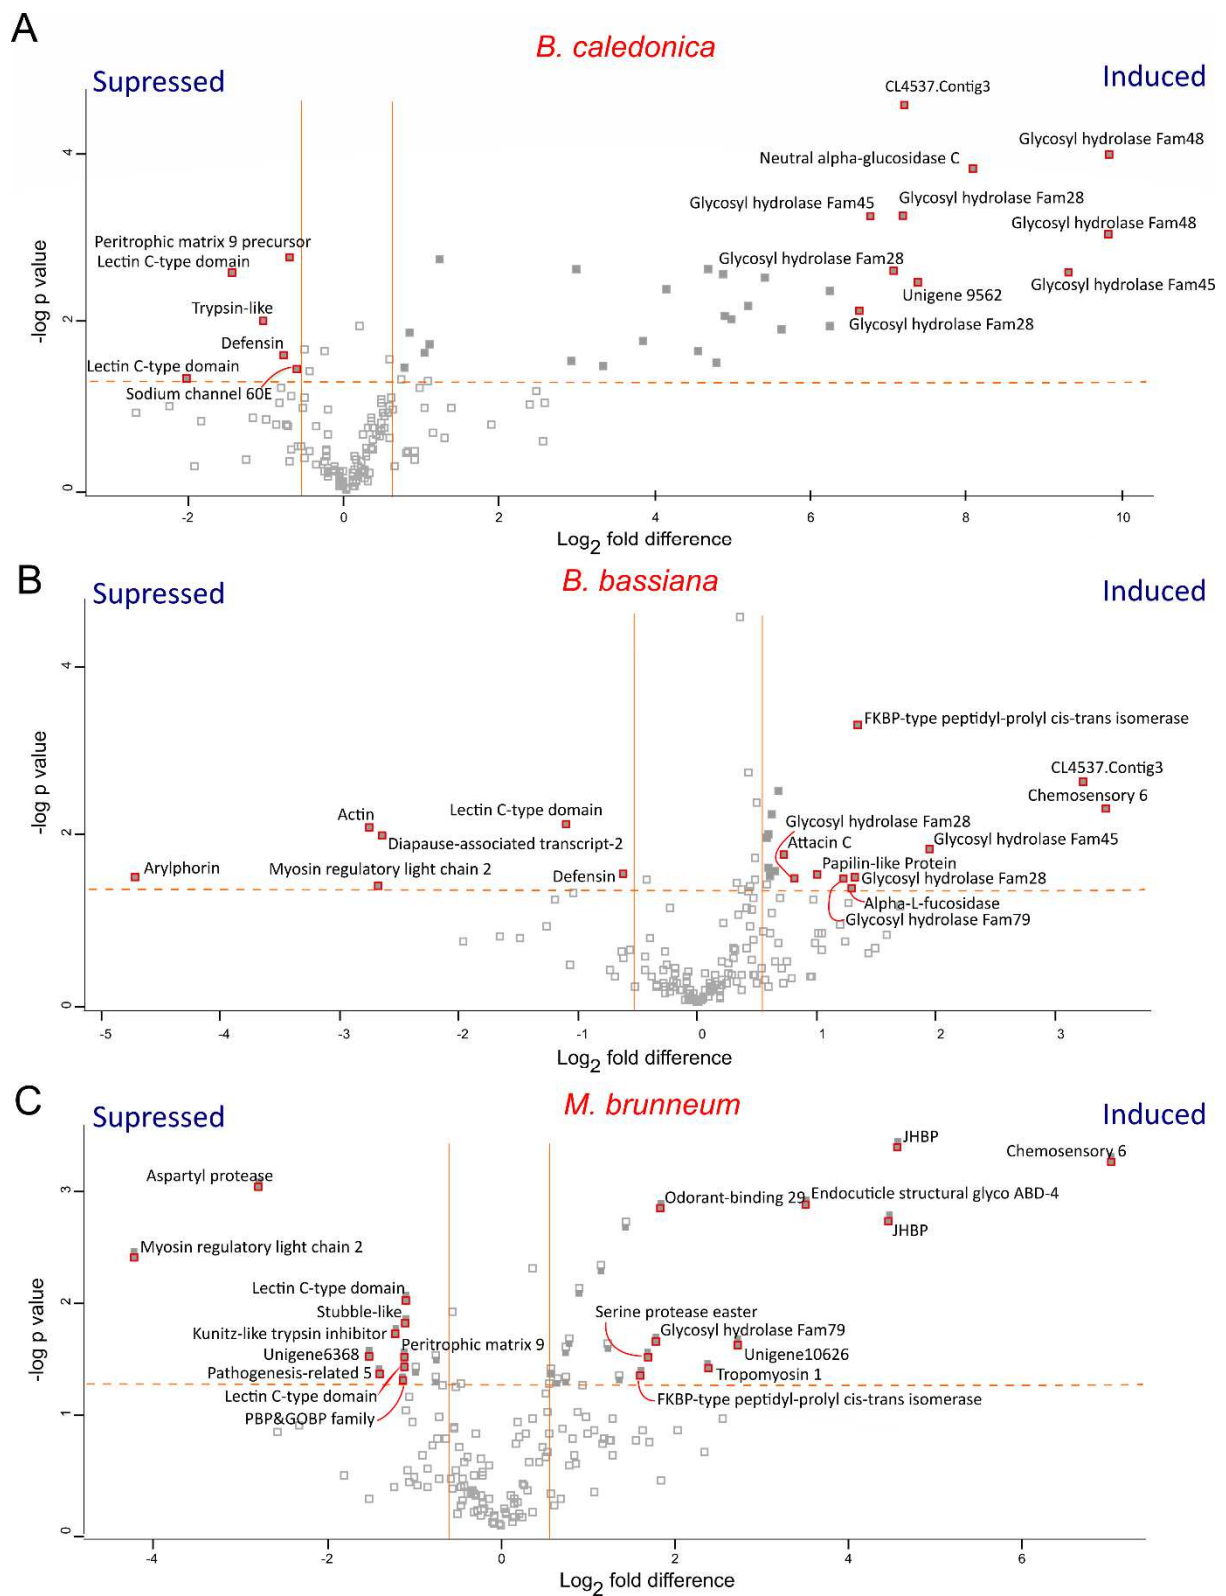 A
B. caledonica
Supressed
Induced
CL4537.Contig3
Glycosyl hydrolase Fam48
Neutral alpha-glucosidase C
Glycosyl hydrolase Fam45
Glycosyl hydrolase Fam28
Glycosyl hydrolase Fam48
Peritrophic matrix 9 precursor
Lectin C-type domain
Glycosyl hydrolase Fam28
Glycosyl hydrolase Fam45
Unigene 9562
Trypsin-like
Glycosyl hydrolase Fam28
Defensin
Lectin C-type domain
Sodium channel 60E
-log p value
4
2
0
-2
0
2
4
6
8
10
Log2 fold difference
B
B. bassiana
Supressed
Induced
FKBP-type peptidyl-prolyl cis-trans isomerase
CL4537.Contig3
Chemosensory 6
Lectin C-type domain
Actin
Diapause-associated transcript-2
Glycosyl hydrolase Fam28
Attacin C
Glycosyl hydrolase Fam45
Arylphorin
Myosin regulatory light chain 2
Defensin
Papilin-like Protein
Glycosyl hydrolase Fam28
Alpha-L-fucosidase
Glycosyl hydrolase Fam79
-log p value
4
2
0
-5
-4
-3
-2
-1
0
1
2
3
Log2 fold difference
C
M. brunneum
Supressed
Induced
JHBP
Chemosensory 6
Aspartyl protease
Odorant-binding 29
Endocuticle structural glyco ABD-4
JHBP
Myosin regulatory light chain 2
Lectin C-type domain
Stubble-like
Serine protease easter
Kunitz-like trypsin inhibitor
Glycosyl hydrolase Fam79
Peritrophic matrix 9
Unigene6368
Unigene10626
Pathogenesis-related 5
Tropomyosin 1
Lectin C-type domain
FKBP-type peptidyl-prolyl cis-trans isomerase
PBP&GOBP family
-log p value
3
2
1
0
-4
-2
0
2
4
6
Log2 fold difference